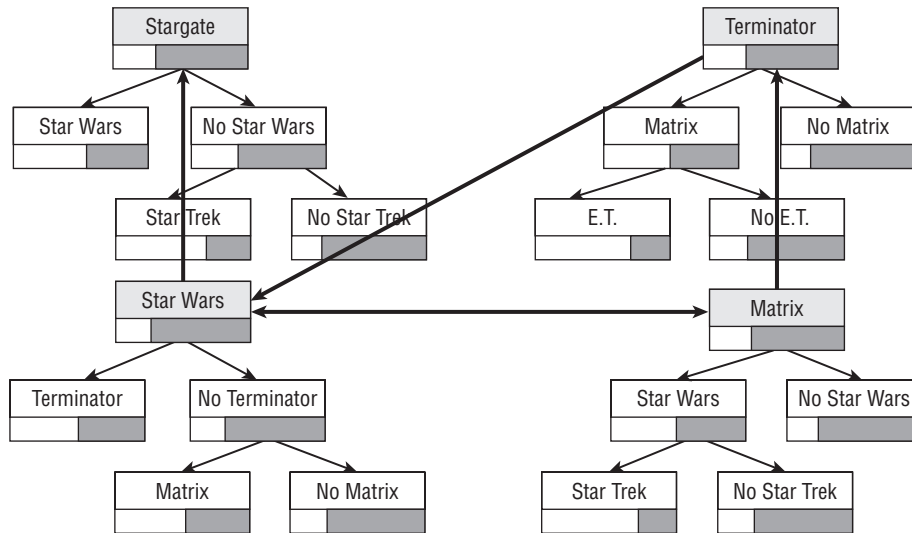 Stargate
Terminator
Star Wars
No Star Wars
Matrix
No Matrix
Star Trek
No Star Trek
E.T.
No E.T.
Star Wars
Matrix
Terminator
No Terminator
Star Wars
No Star Wars
Matrix
No Matrix
Star Trek
No Star Trek